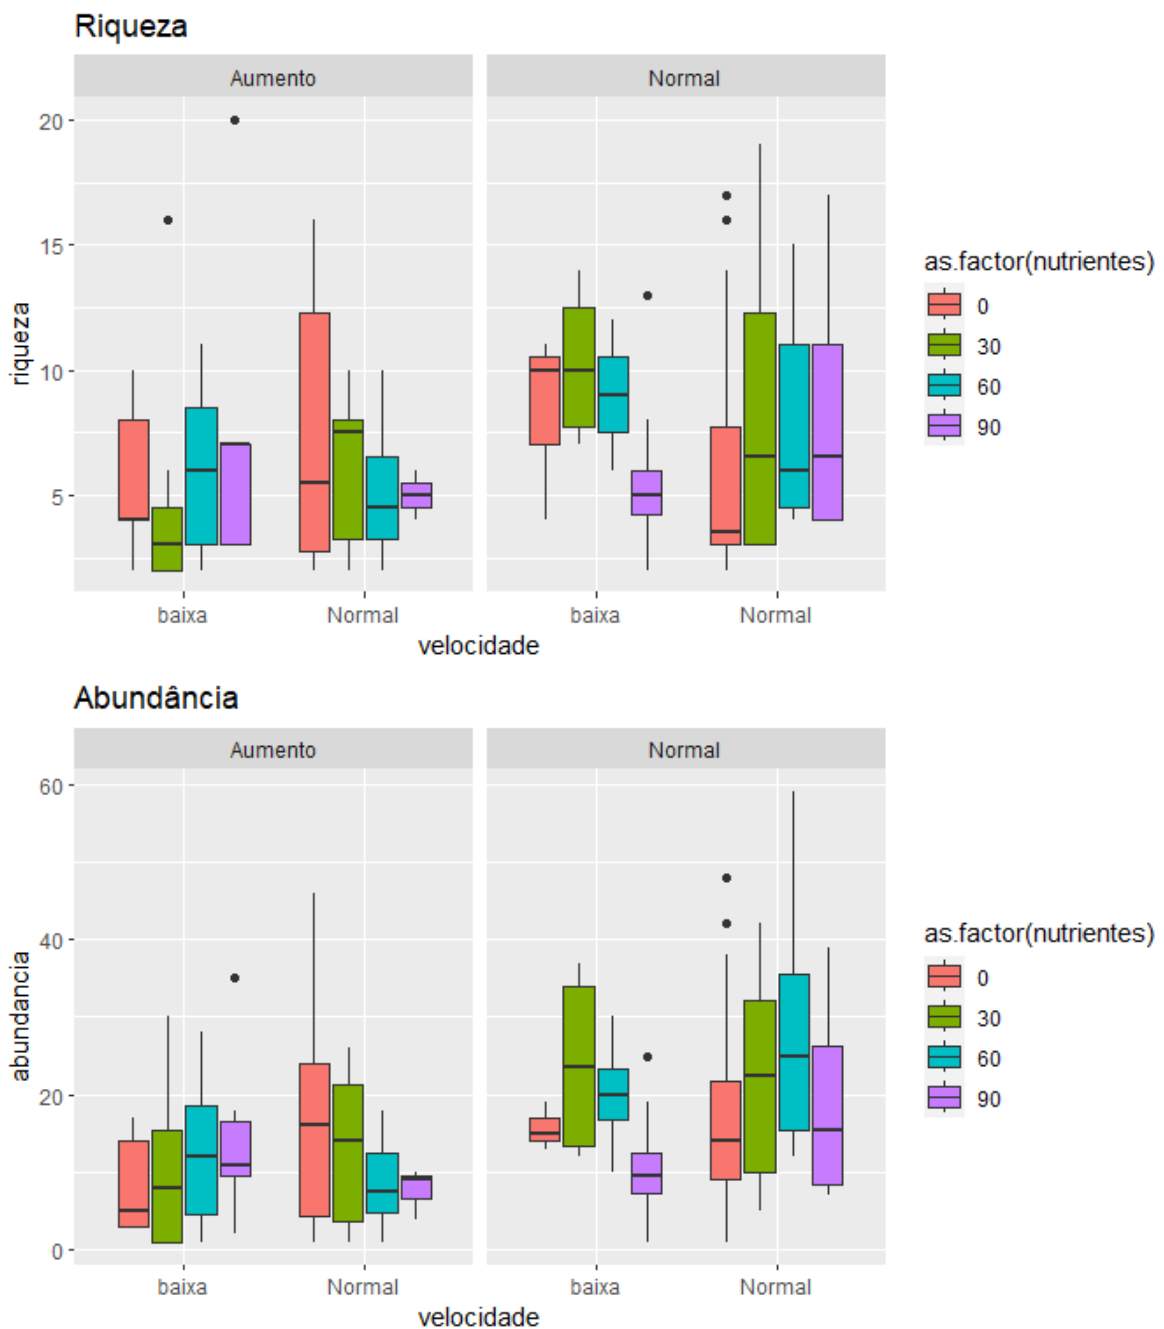 Riqueza
Aumento Normal
20
15
10
5
riqueza
baixa Normal baixa Normal
velocidade
as.factor(nutrientes)
0
30
60
90
Abundância
Aumento Normal
60
40
20
0
abundancia
baixa Normal baixa Normal
velocidade
as.factor(nutrientes)
0
30
60
90